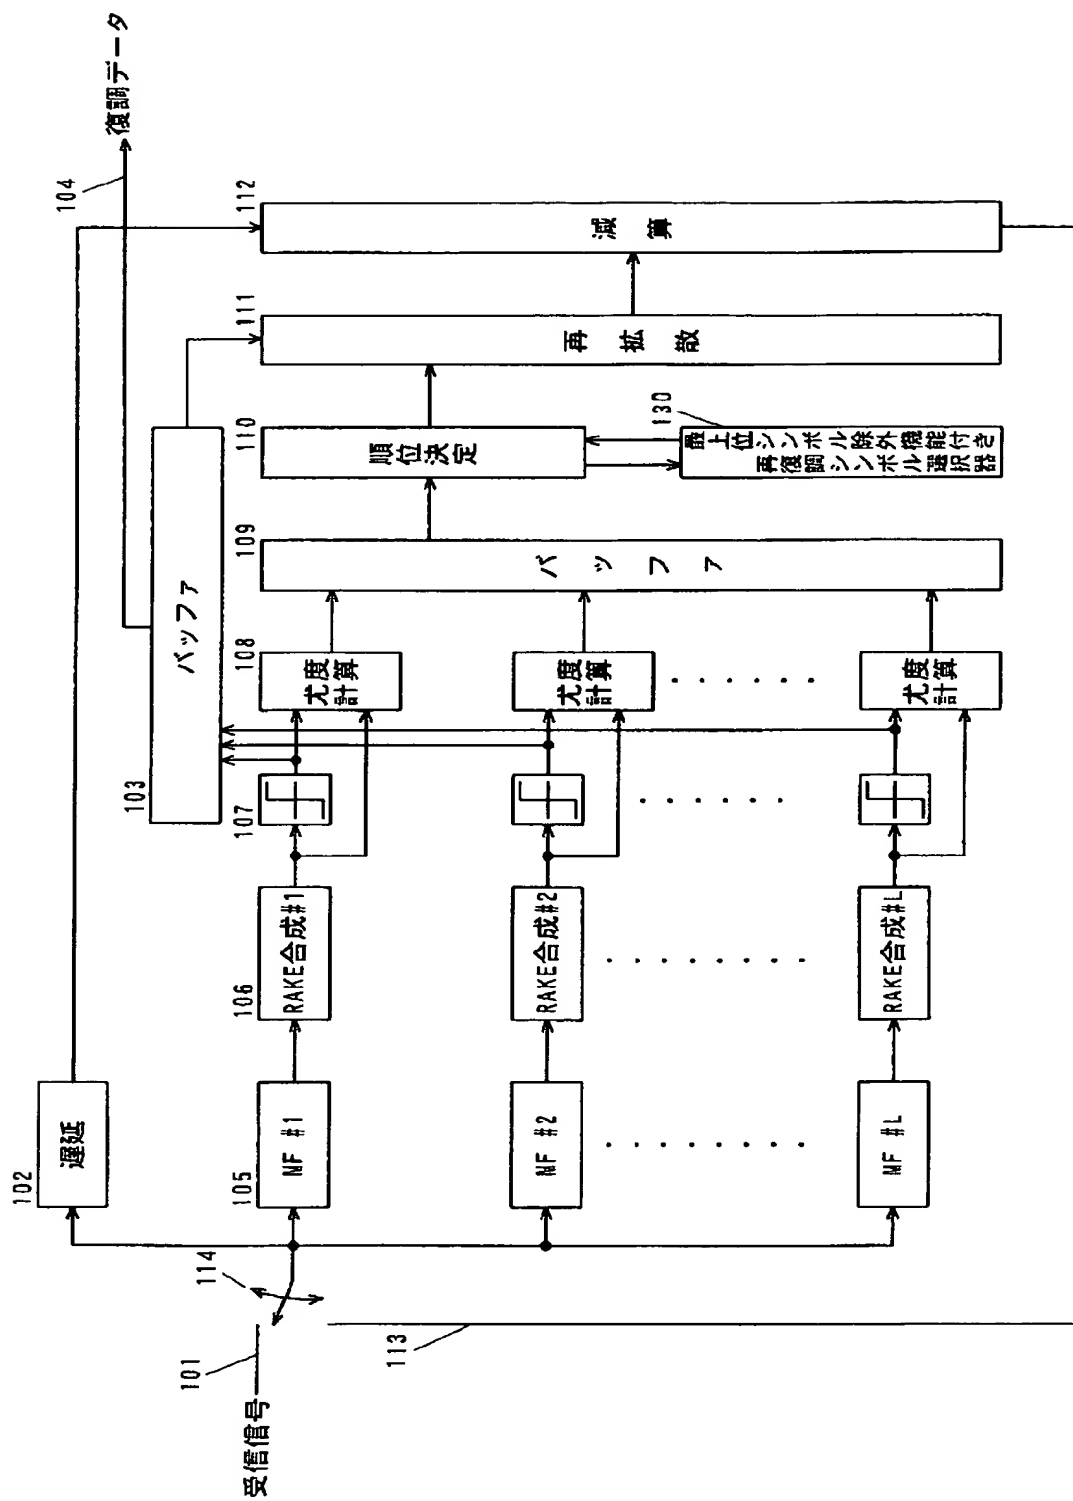 受信信号
101
114
113
102
遅延
104
復調データ
103
バッファ
105
MF #1
106
RAKE合成#1
107
108
尤度
計算
109
バッファ
110
順位決定
111
再拡散
112
減算
MF #2
RAKE合成#2
尤度
計算
130
最上位シンボル除外機能付き
再復調シンボル選択器
MF #L
RAKE合成#L
尤度
計算